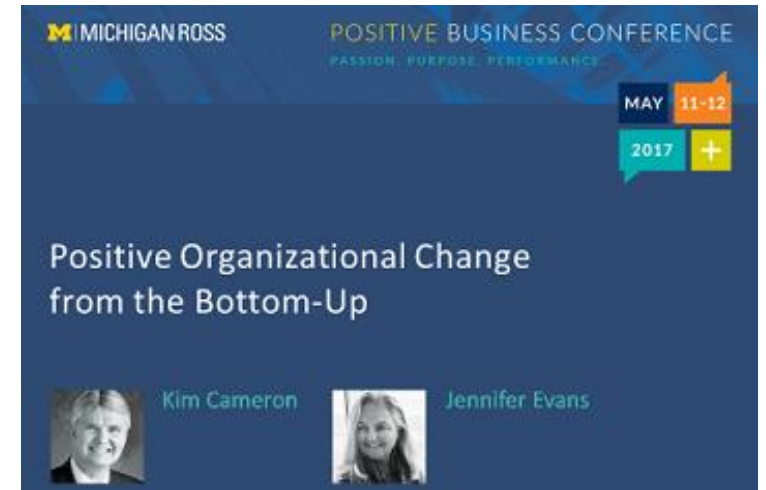 M MICHIGAN ROSS
POSITIVE BUSINESS CONFERENCE
PASSION. PURPOSE. PERFORMANCE.
MAY 11-12
2017 +
Positive Organizational Change
from the Bottom-Up
Kim Cameron
Jennifer Evans